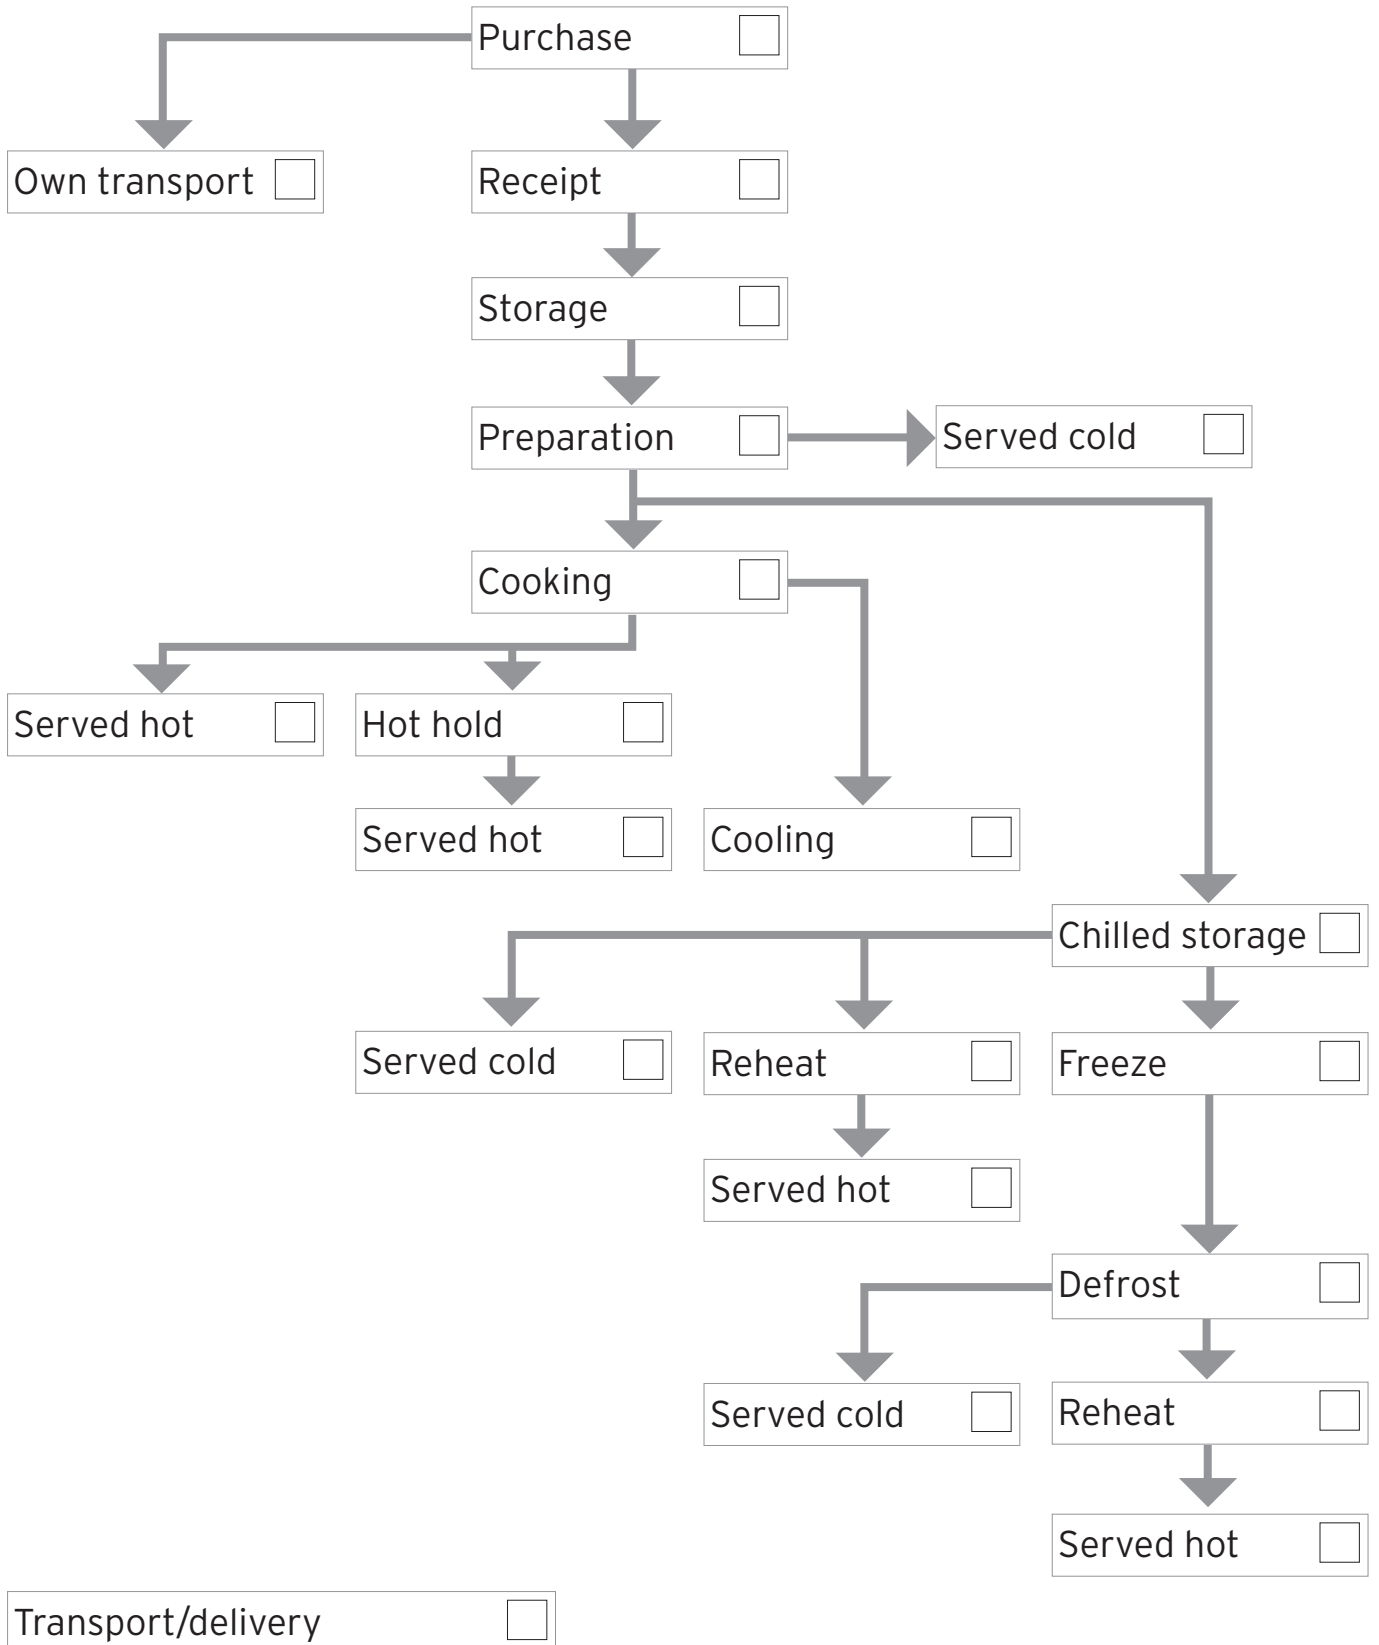 Purchase
Own transport
Receipt
Storage
Preparation
Served cold
Cooking
Served hot
Hot hold
Served hot
Cooling
Chilled storage
Served cold
Reheat
Freeze
Served hot
Defrost
Served cold
Reheat
Served hot
Transport/delivery